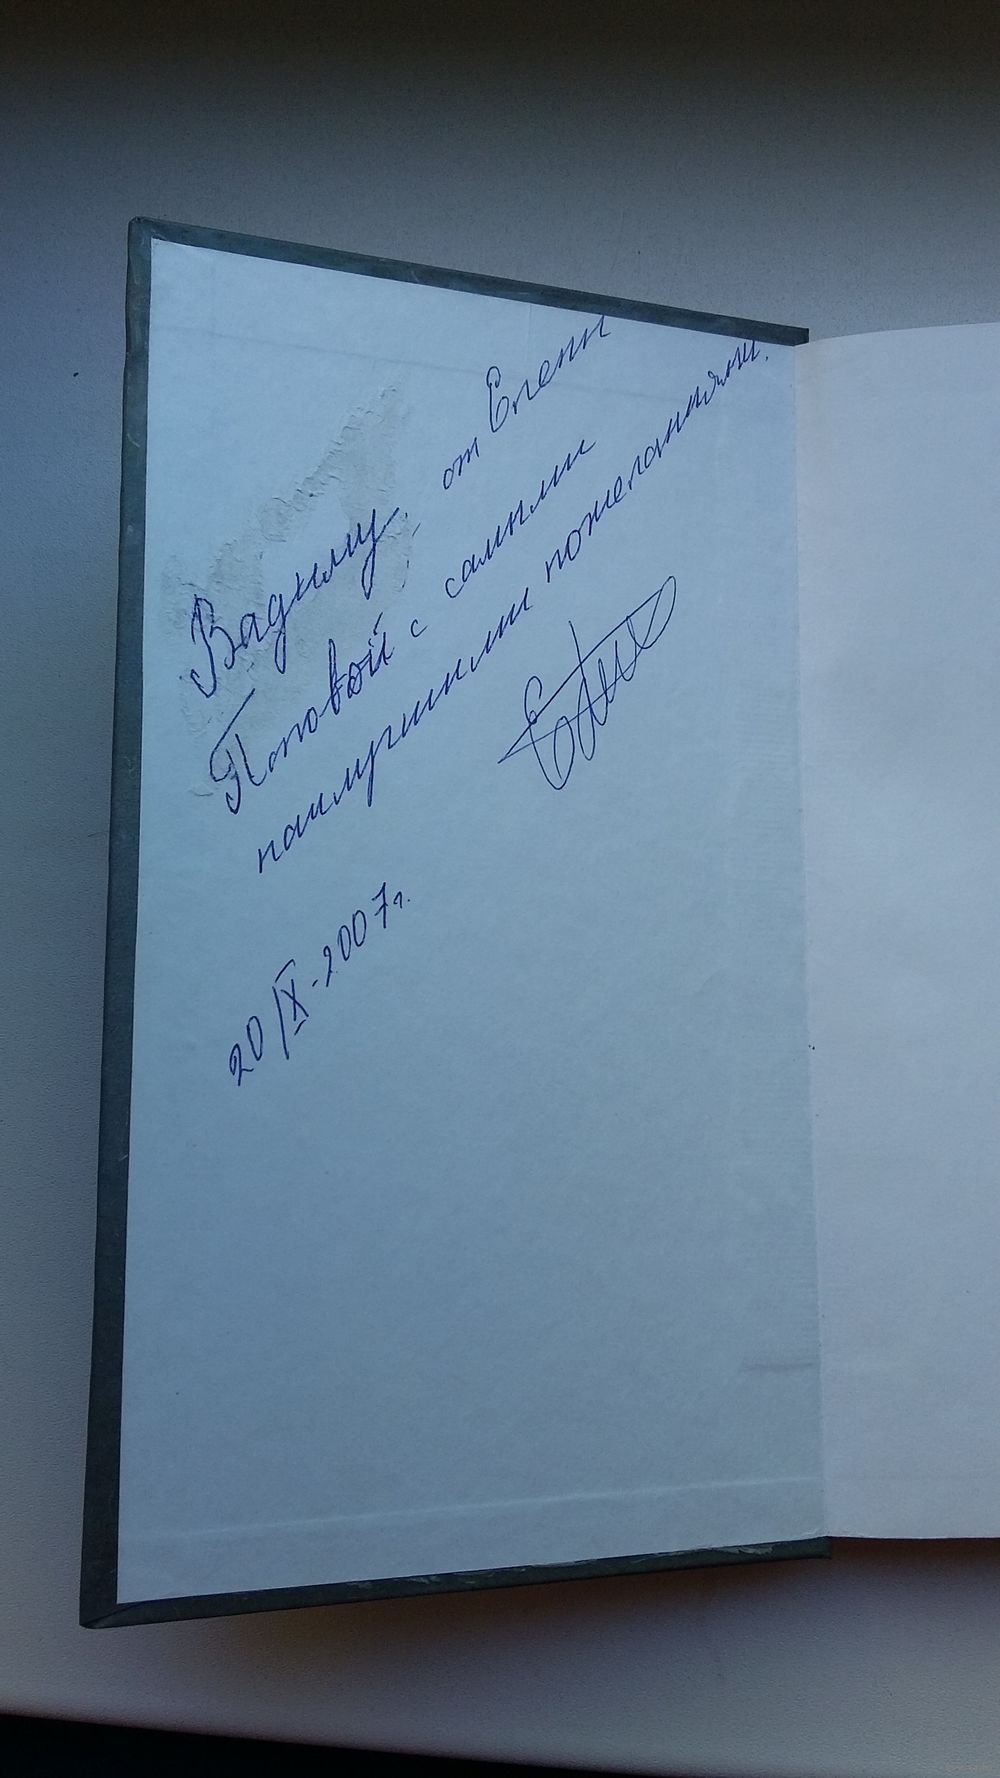 Вадиму от Елены
Поповой с самыми
наилучшими пожеланиями.
20/IX-2007г.